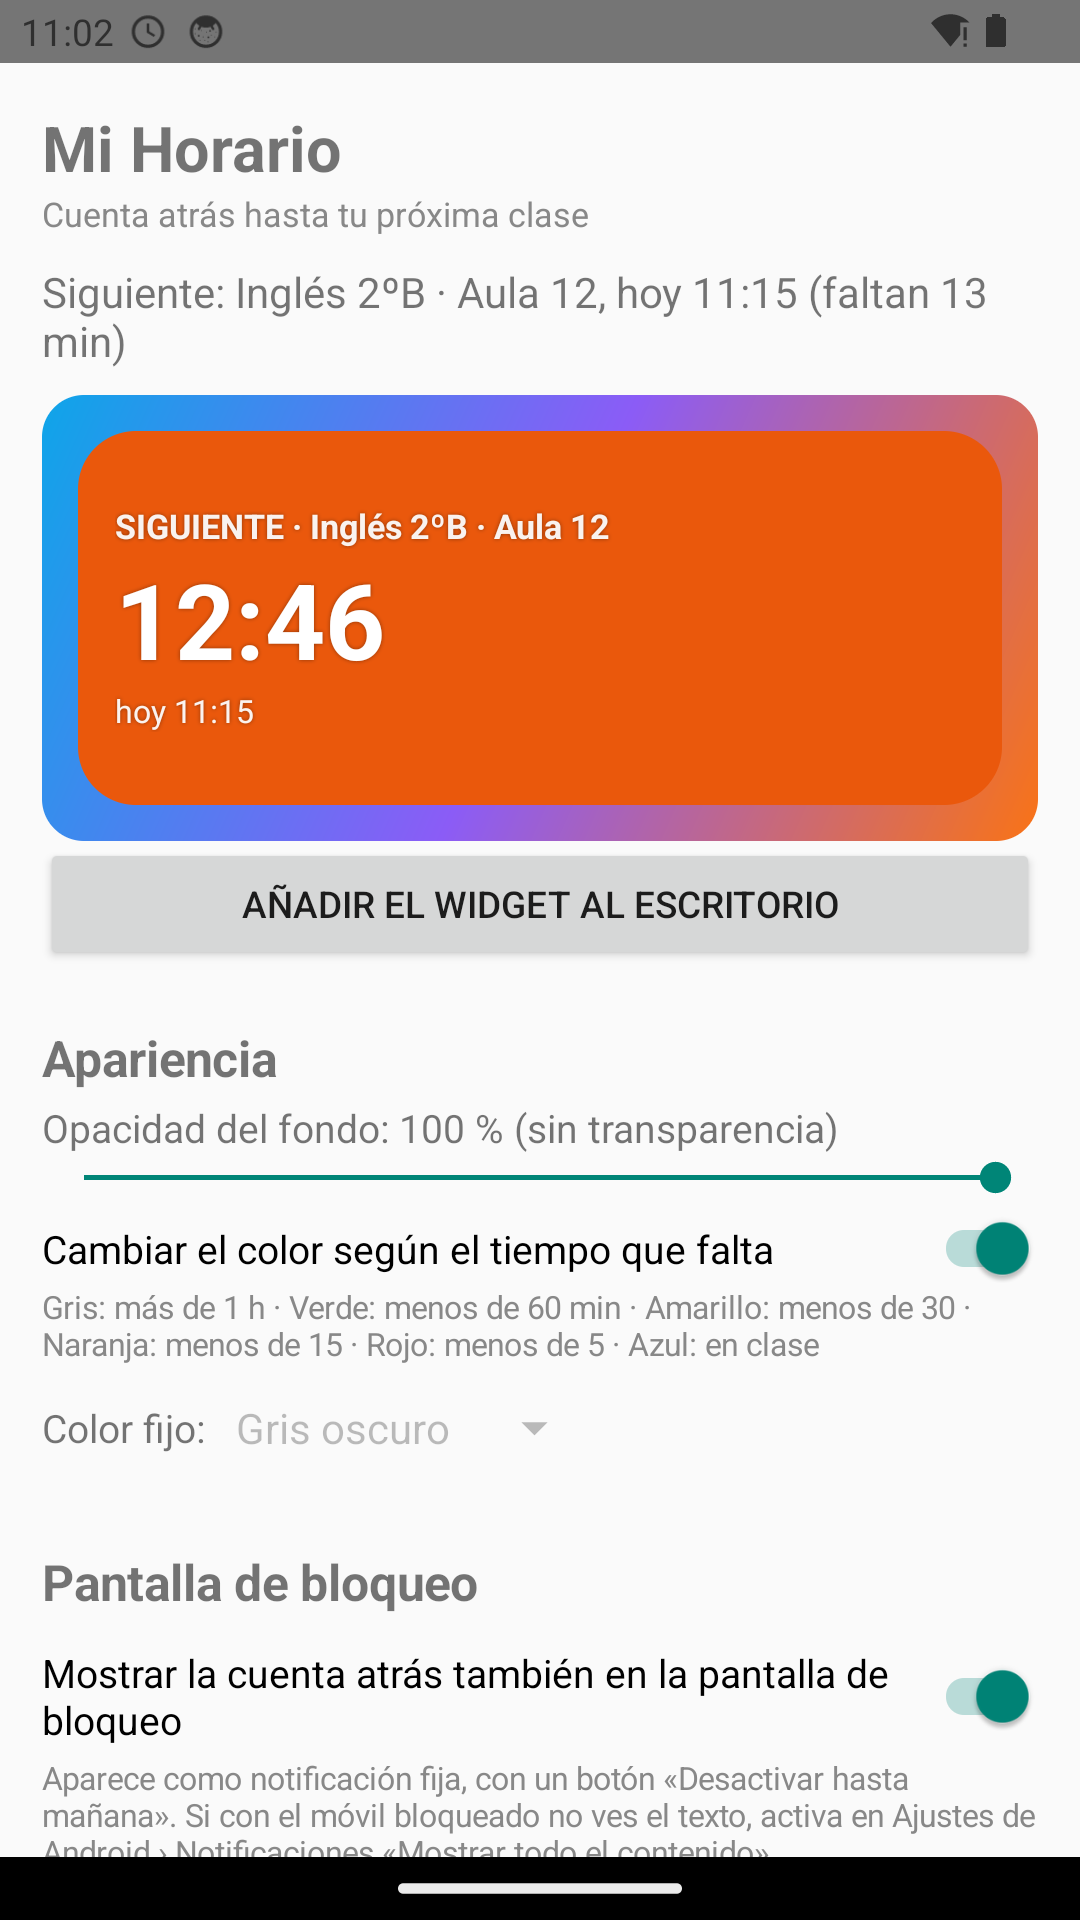 11:02
Mi Horario
Cuenta atrás hasta tu próxima clase
Siguiente: Inglés 2ºB · Aula 12, hoy 11:15 (faltan 13
min)
SIGUIENTE · Inglés 2ºB · Aula 12
12:46
hoy 11:15
AÑADIR EL WIDGET AL ESCRITORIO
Apariencia
Opacidad del fondo: 100 % (sin transparencia)
Cambiar el color según el tiempo que falta
Gris: más de 1 h · Verde: menos de 60 min · Amarillo: menos de 30 ·
Naranja: menos de 15 · Rojo: menos de 5 · Azul: en clase
Color fijo: Gris oscuro
Pantalla de bloqueo
Mostrar la cuenta atrás también en la pantalla de
bloqueo
Aparece como notificación fija, con un botón «Desactivar hasta
mañana». Si con el móvil bloqueado no ves el texto, activa en Ajustes de
Android › Notificaciones «Mostrar todo el contenido»